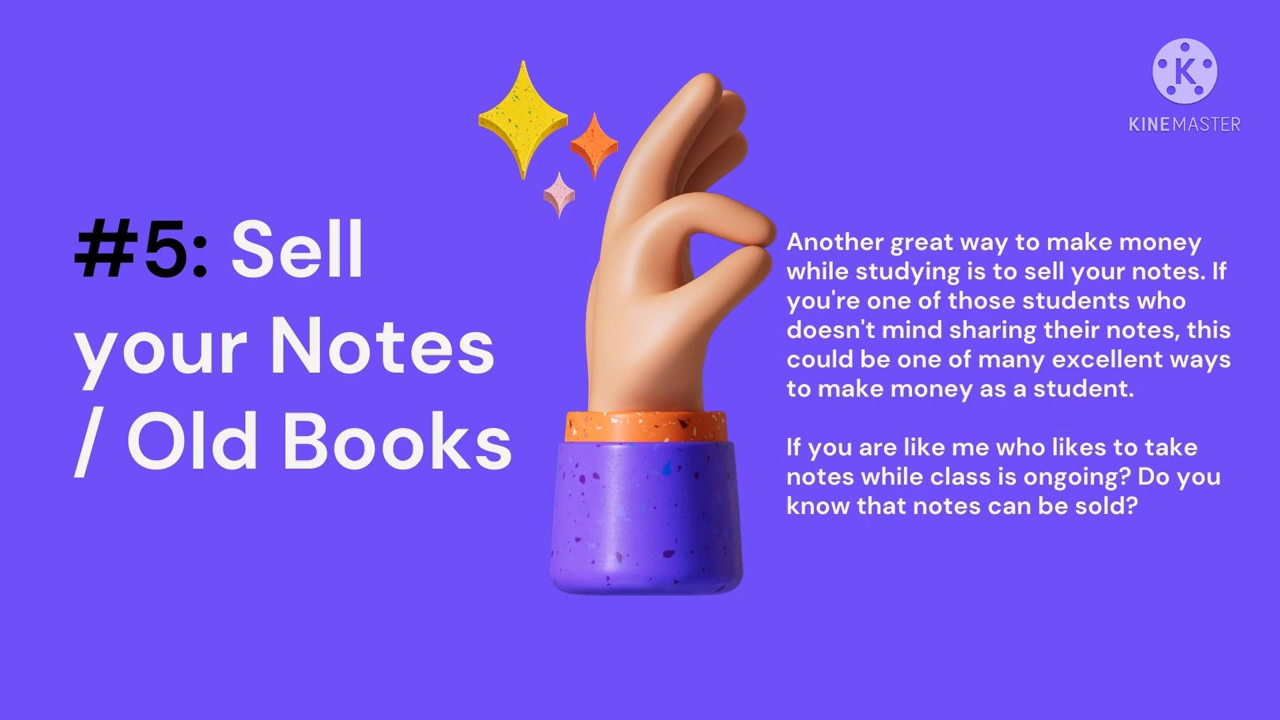 K
KINEMASTER
#5: Sell
your Notes
/ Old Books
Another great way to make money
while studying is to sell your notes. If
you're one of those students who
doesn't mind sharing their notes, this
could be one of many excellent ways
to make money as a student.
If you are like me who likes to take
notes while class is ongoing? Do you
know that notes can be sold?